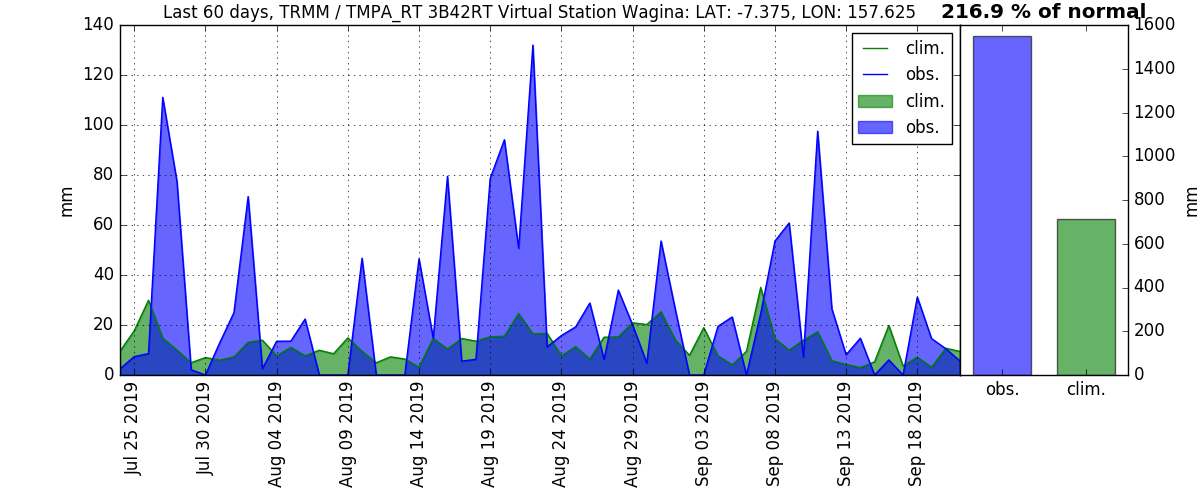 Last 60 days, TRMM / TMPA_RT 3B42RT Virtual Station Wagina: LAT: -7.375, LON: 157.625
216.9 % of normal
140
120
100
80
60
40
20
0
mm
clim.
obs.
clim.
obs.
Jul 25 2019
Jul 30 2019
Aug 04 2019
Aug 09 2019
Aug 14 2019
Aug 19 2019
Aug 24 2019
Aug 29 2019
Sep 03 2019
Sep 08 2019
Sep 13 2019
Sep 18 2019
1600
1400
1200
1000
800
600
400
200
0
mm
obs.
clim.